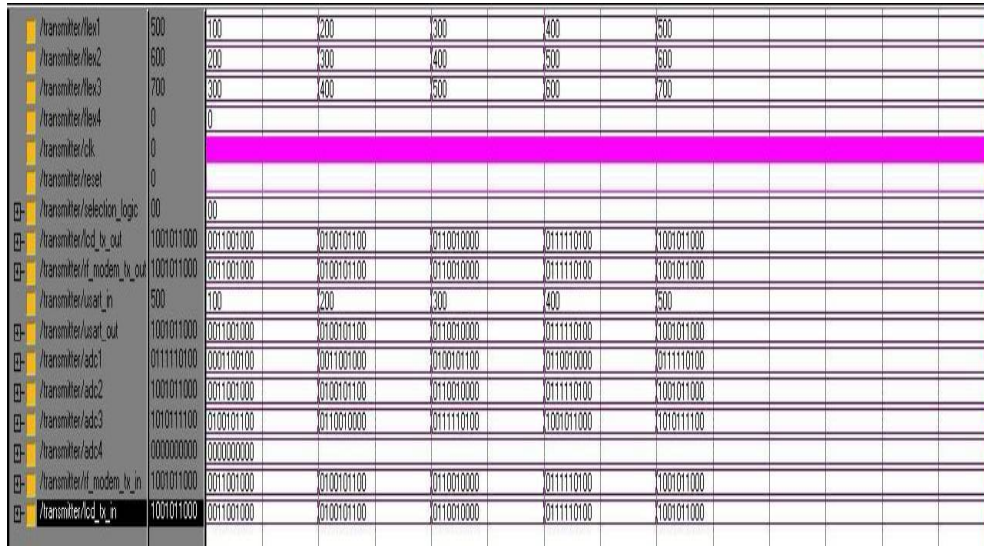 /transmitter/flex1 500 100 200 300 400 500
/transmitter/flex2 600 200 300 400 500 600
/transmitter/flex3 700 300 400 500 600 700
/transmitter/flex4 0 0
/transmitter/clk 0
/transmitter/reset 0
/transmitter/selection_logic 00 00
/transmitter/lcd_tx_out 1001011000 0011001000 0100101100 0110010000 0111110100 1001011000
/transmitter/rf_modem_tx_out 1001011000 0011001000 0100101100 0110010000 0111110100 1001011000
/transmitter/usart_in 500 100 200 300 400 500
/transmitter/usart_out 1001011000 0011001000 0100101100 0110010000 0111110100 1001011000
/transmitter/adc1 0111110100 0001100100 0011001000 0100101100 0110010000 0111110100
/transmitter/adc2 1001011000 0011001000 0100101100 0110010000 0111110100 1001011000
/transmitter/adc3 1010111100 0100101100 0110010000 0111110100 1001011000 1010111100
/transmitter/adc4 0000000000 0000000000
/transmitter/rf_modem_tx_in 1001011000 0011001000 0100101100 0110010000 0111110100 1001011000
/transmitter/lcd_tx_in 1001011000 0011001000 0100101100 0110010000 0111110100 1001011000